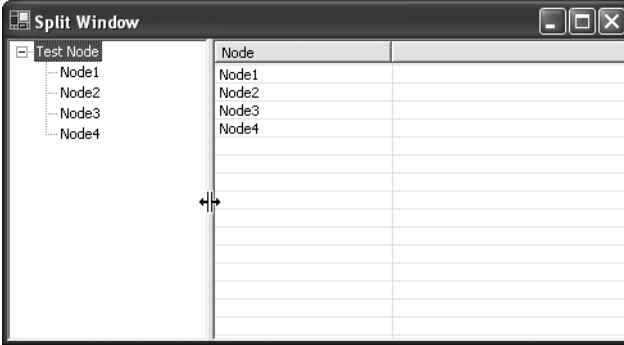 Split Window
Test Node
Node1
Node2
Node3
Node4
Node
Node1
Node2
Node3
Node4